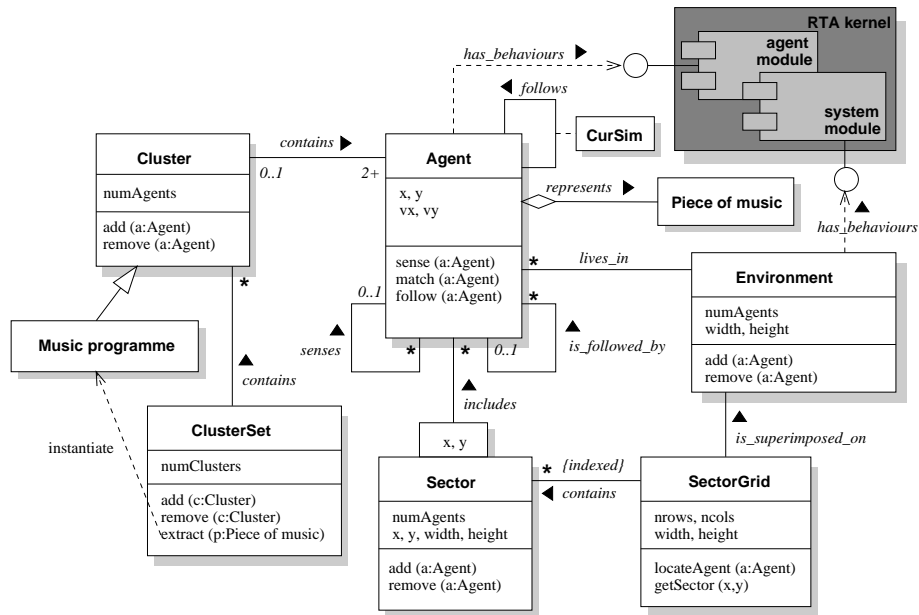 RTA kernel
agent
module
system
module
has_behaviours
follows
CurSim
contains
0..1
2+
Cluster
numAgents
add (a:Agent)
remove (a:Agent)
Agent
x, y
vx, vy
sense (a:Agent)
match (a:Agent)
follow (a:Agent)
represents
Piece of music
has_behaviours
*
lives_in
Environment
numAgents
width, height
add (a:Agent)
remove (a:Agent)
*
0..1
senses
*
*
0..1
*
is_followed_by
Music programme
contains
instantiate
ClusterSet
numClusters
add (c:Cluster)
remove (c:Cluster)
extract (p:Piece of music)
includes
x, y
Sector
numAgents
x, y, width, height
add (a:Agent)
remove (a:Agent)
*
{indexed}
contains
is_superimposed_on
SectorGrid
nrows, ncols
width, height
locateAgent (a:Agent)
getSector (x,y)